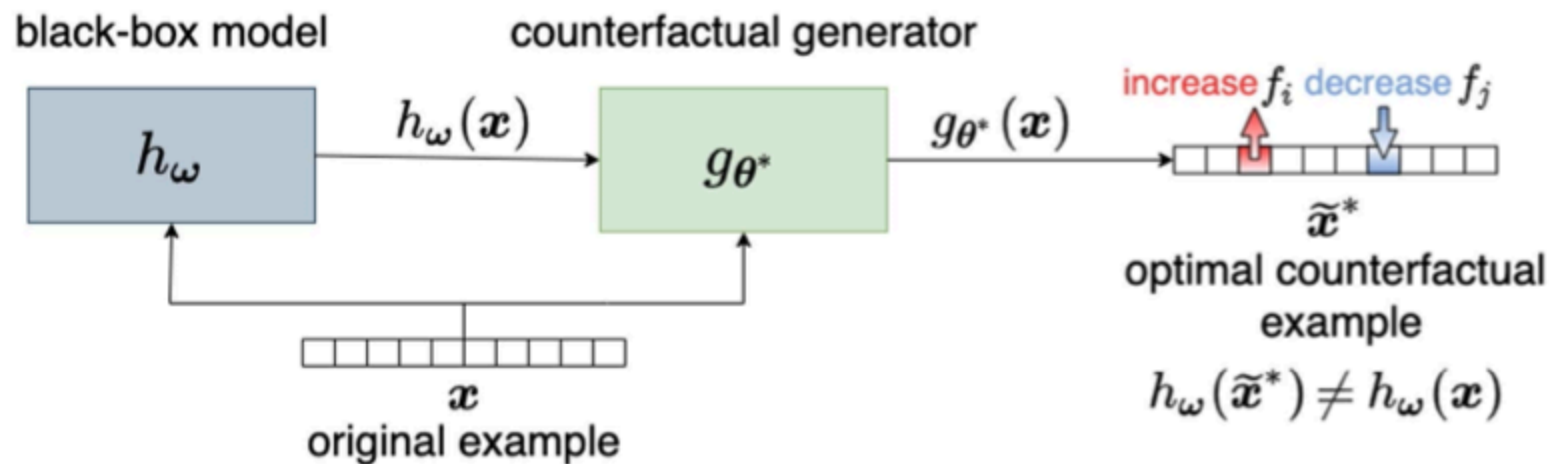 black-box model
counterfactual generator
increase f_i decrease f_j
h_ω
h_ω(x)
g_θ*
g_θ*(x)
x̃*
optimal counterfactual
example
h_ω(x̃*) ≠ h_ω(x)
x
original example